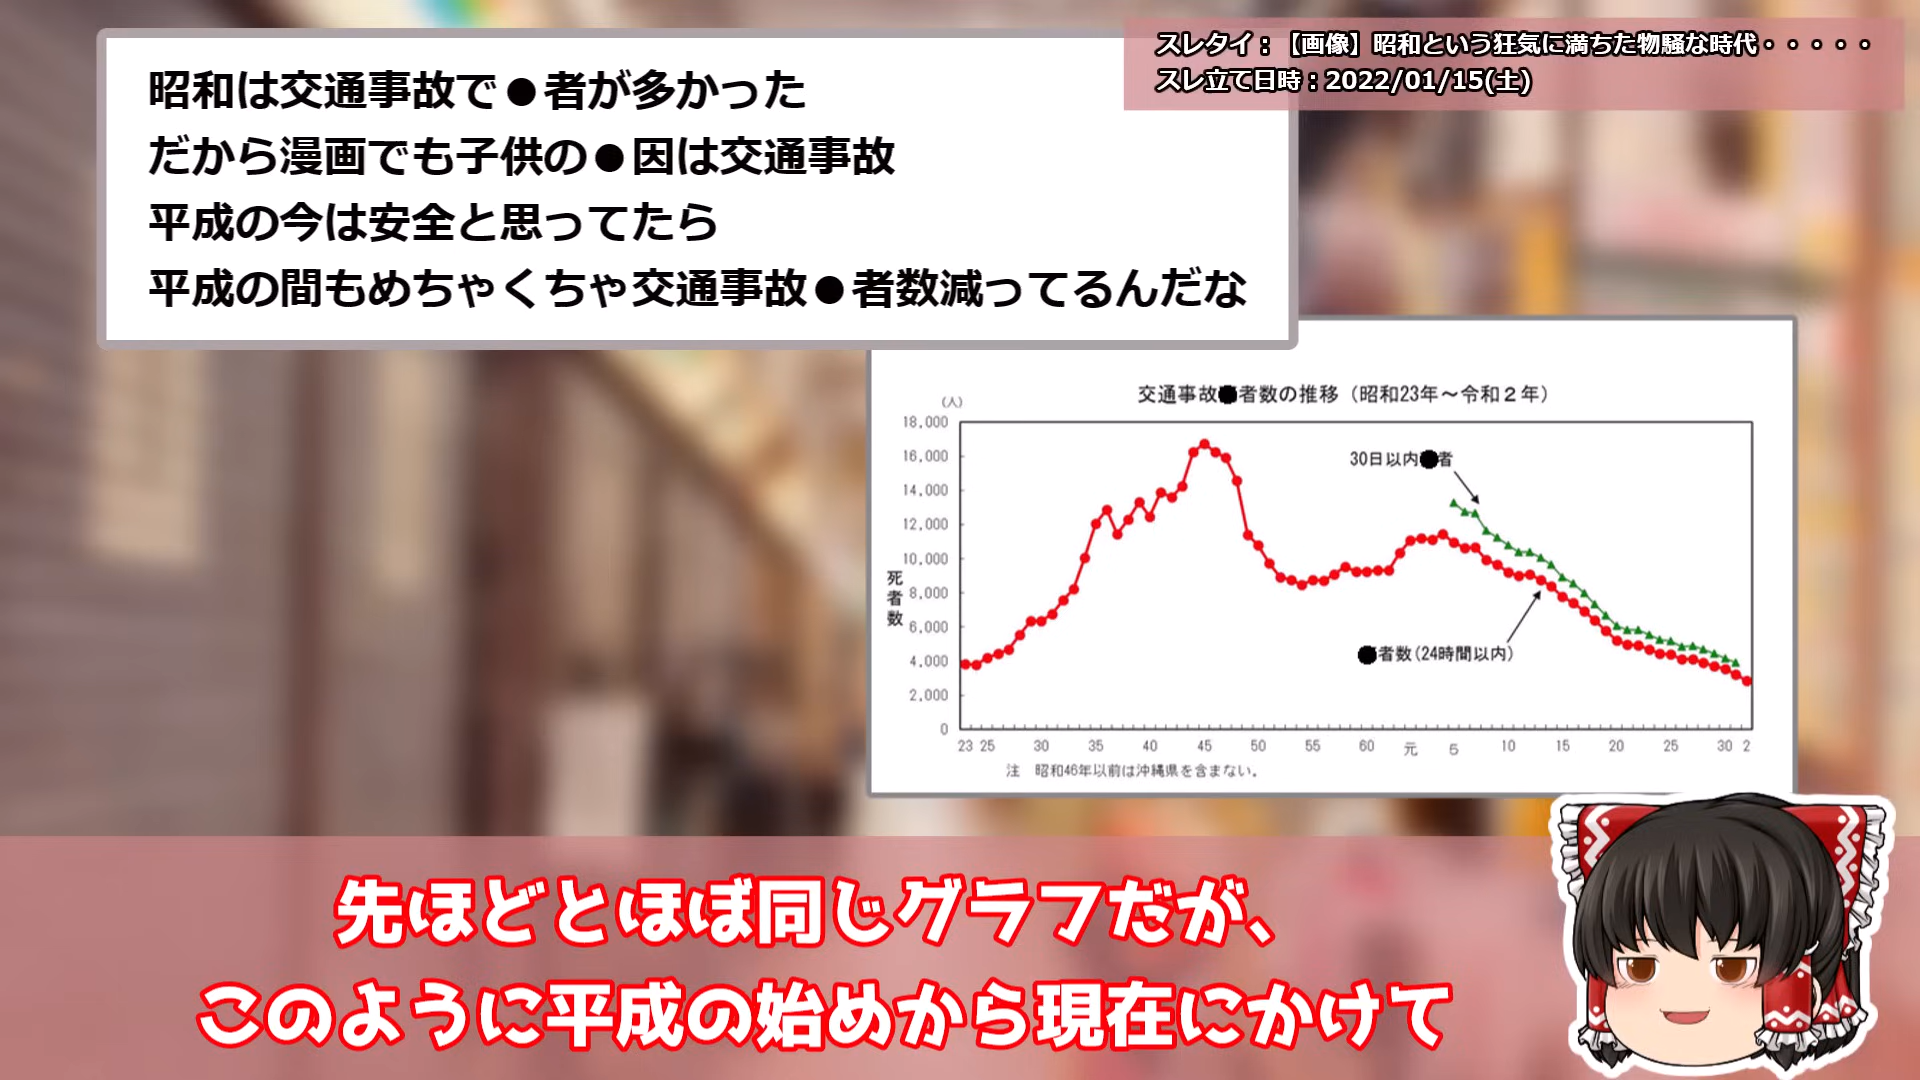 スレタイ：【画像】昭和という狂気に満ちた物騒な時代・・・・・
スレ立て日時：2022/01/15(土)
昭和は交通事故で●者が多かった
だから漫画でも子供の●因は交通事故
平成の今は安全と思ってたら
平成の間もめちゃくちゃ交通事故●者数減ってるんだな
交通事故●者数の推移（昭和23年～令和２年）
(人)
18,000
16,000
14,000
12,000
10,000
8,000
6,000
4,000
2,000
0
死者数
30日以内●者
●者数(24時間以内)
23 25 30 35 40 45 50 55 60 元 5 10 15 20 25 30 2
注　昭和46年以前は沖縄県を含まない。
先ほどとほぼ同じグラフだが、
このように平成の始めから現在にかけて